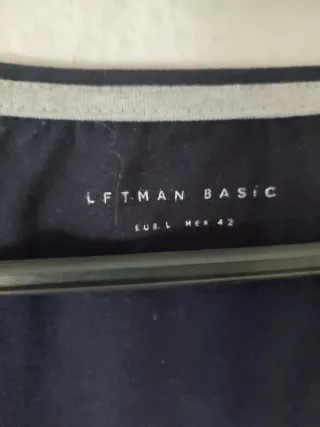 LFTMAN BASIC
EUR. L MEX 42